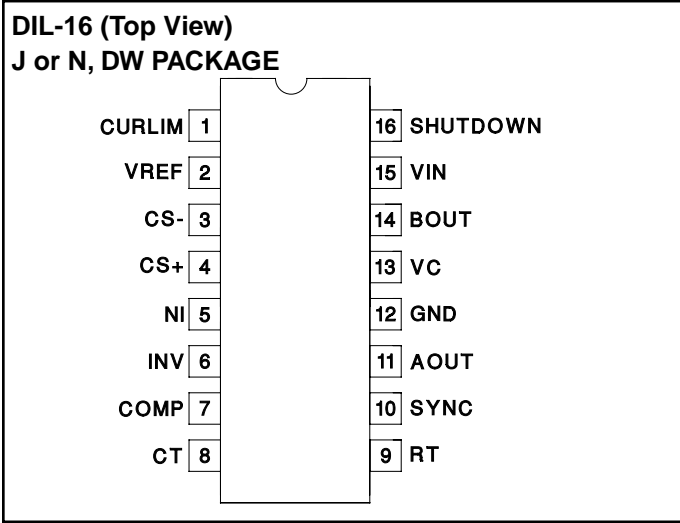 DIL-16 (Top View)
J or N, DW PACKAGE
CURLIM 1 16 SHUTDOWN
VREF 2 15 VIN
CS- 3 14 BOUT
CS+ 4 13 VC
NI 5 12 GND
INV 6 11 AOUT
COMP 7 10 SYNC
CT 8 9 RT